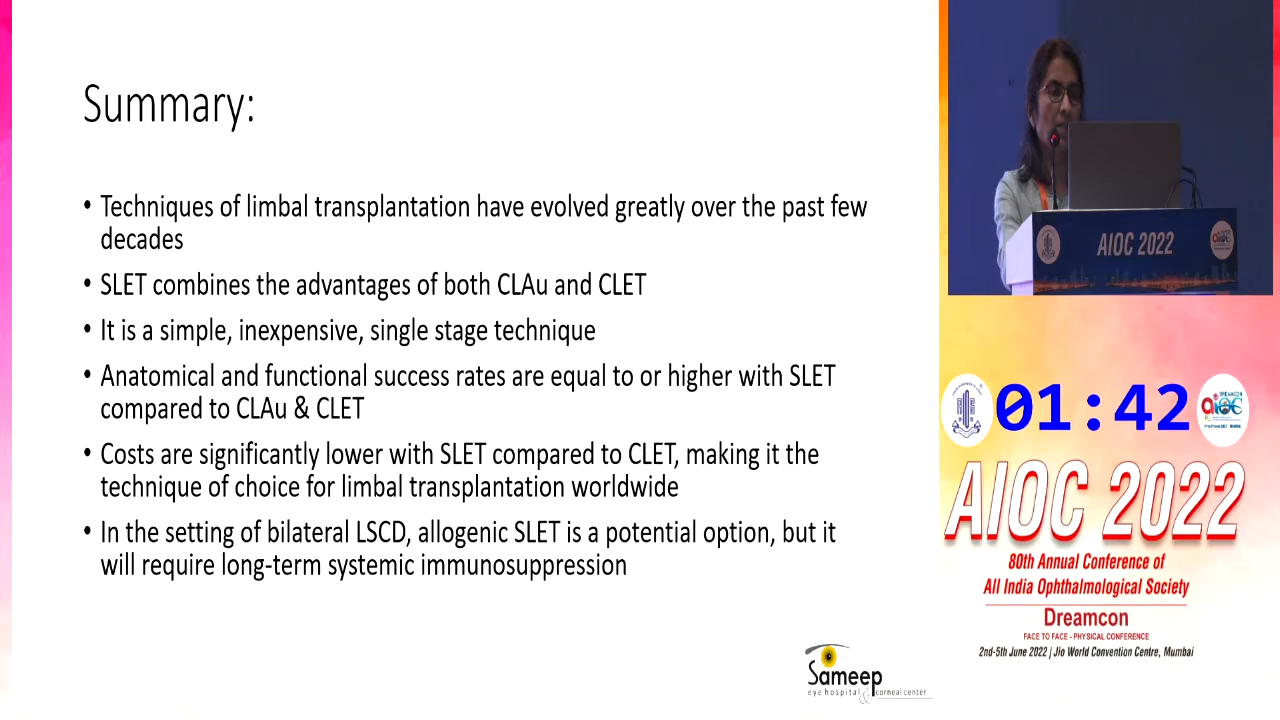 Summary:
• Techniques of limbal transplantation have evolved greatly over the past few
decades
• SLET combines the advantages of both CLAu and CLET
• It is a simple, inexpensive, single stage technique
• Anatomical and functional success rates are equal to or higher with SLET
compared to CLAu & CLET
• Costs are significantly lower with SLET compared to CLET, making it the
technique of choice for limbal transplantation worldwide
• In the setting of bilateral LSCD, allogenic SLET is a potential option, but it
will require long-term systemic immunosuppression
Sameep
eye hospital & corneal center
AIOC 2022
01:42
AIOC 2022
80th Annual Conference of
All India Ophthalmological Society
Dreamcon
FACE TO FACE - PHYSICAL CONFERENCE
2nd-5th June 2022 | Jio World Convention Centre, Mumbai